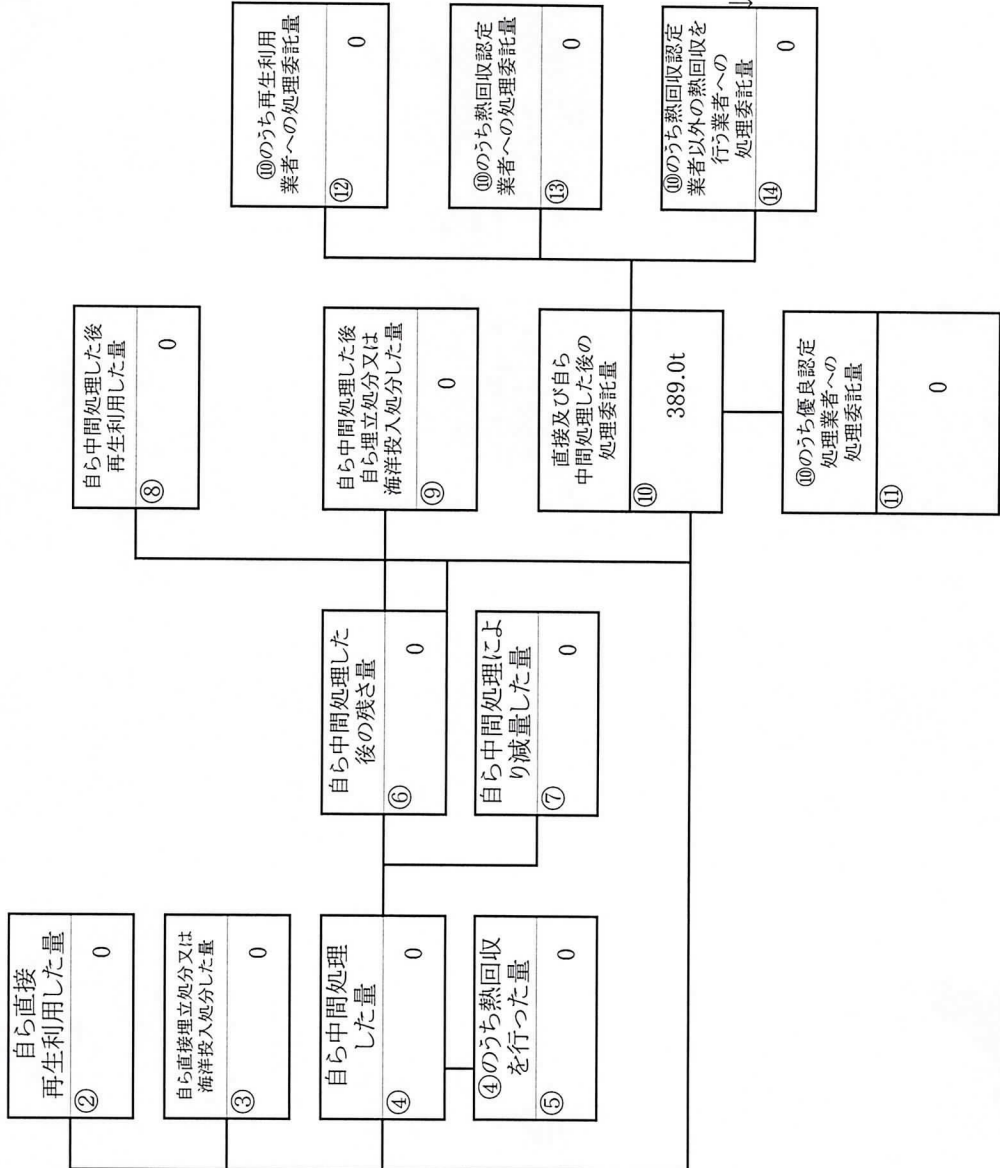 自ら直接
再生利用した量
② 0
自ら直接埋立処分又は
海洋投入処分した量
③ 0
自ら中間処理
した量
④ 0
④のうち熱回収
を行った量
⑤ 0
自ら中間処理した
後の残さ量
⑥ 0
自ら中間処理によ
り減量した量
⑦ 0
自ら中間処理した後
再生利用した量
⑧ 0
自ら中間処理した後
自ら埋立処分又は
海洋投入処分した量
⑨ 0
直接及び自ら
中間処理した後の
処理委託量
⑩ 389.0t
⑩のうち優良認定
処理業者への
処理委託量
⑪ 0
⑩のうち再生利用
業者への処理委託量
⑫ 0
⑩のうち熱回収認定
業者への処理委託量
⑬ 0
⑩のうち熱回収認定
業者以外の熱回収を
行う業者への
処理委託量
⑭ 0